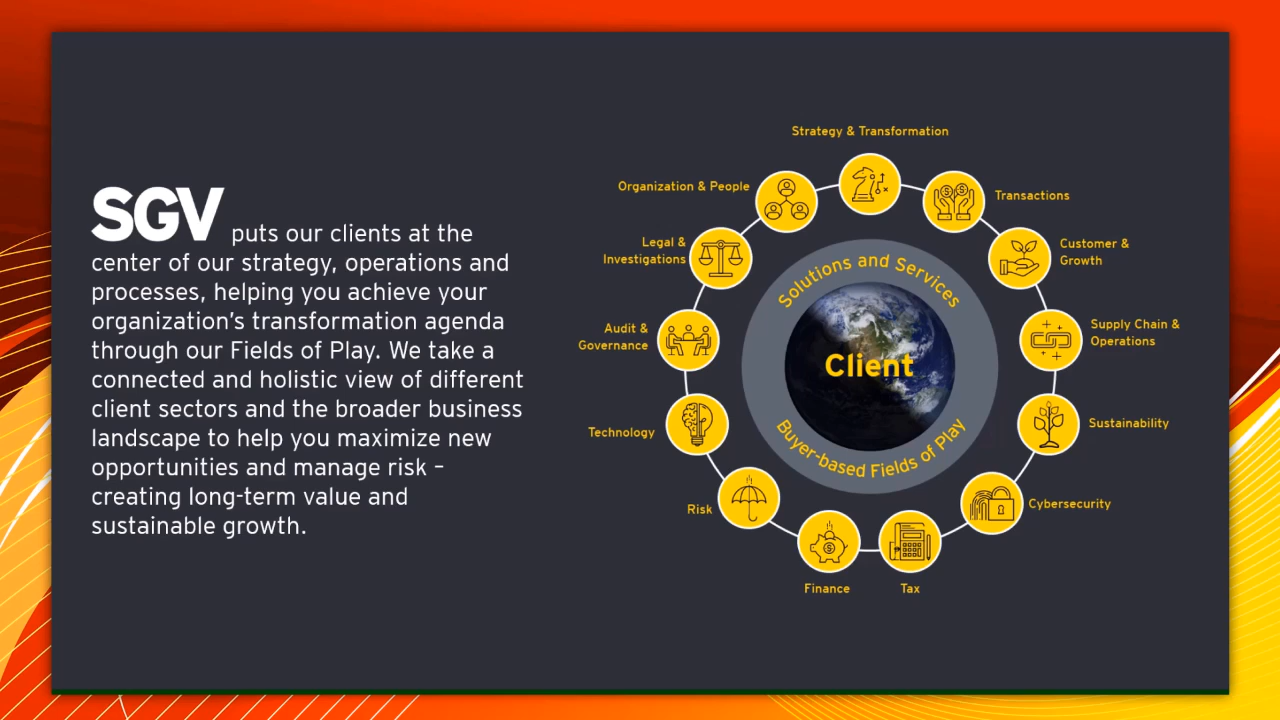 SGV puts our clients at the
center of our strategy, operations and
processes, helping you achieve your
organization's transformation agenda
through our Fields of Play. We take a
connected and holistic view of different
client sectors and the broader business
landscape to help you maximize new
opportunities and manage risk –
creating long-term value and
sustainable growth.
Strategy & Transformation
Transactions
Customer &
Growth
Supply Chain &
Operations
Sustainability
Cybersecurity
Tax
Finance
Risk
Technology
Audit &
Governance
Legal &
Investigations
Organization & People
Solutions and Services
Client
Buyer-based Fields of Play